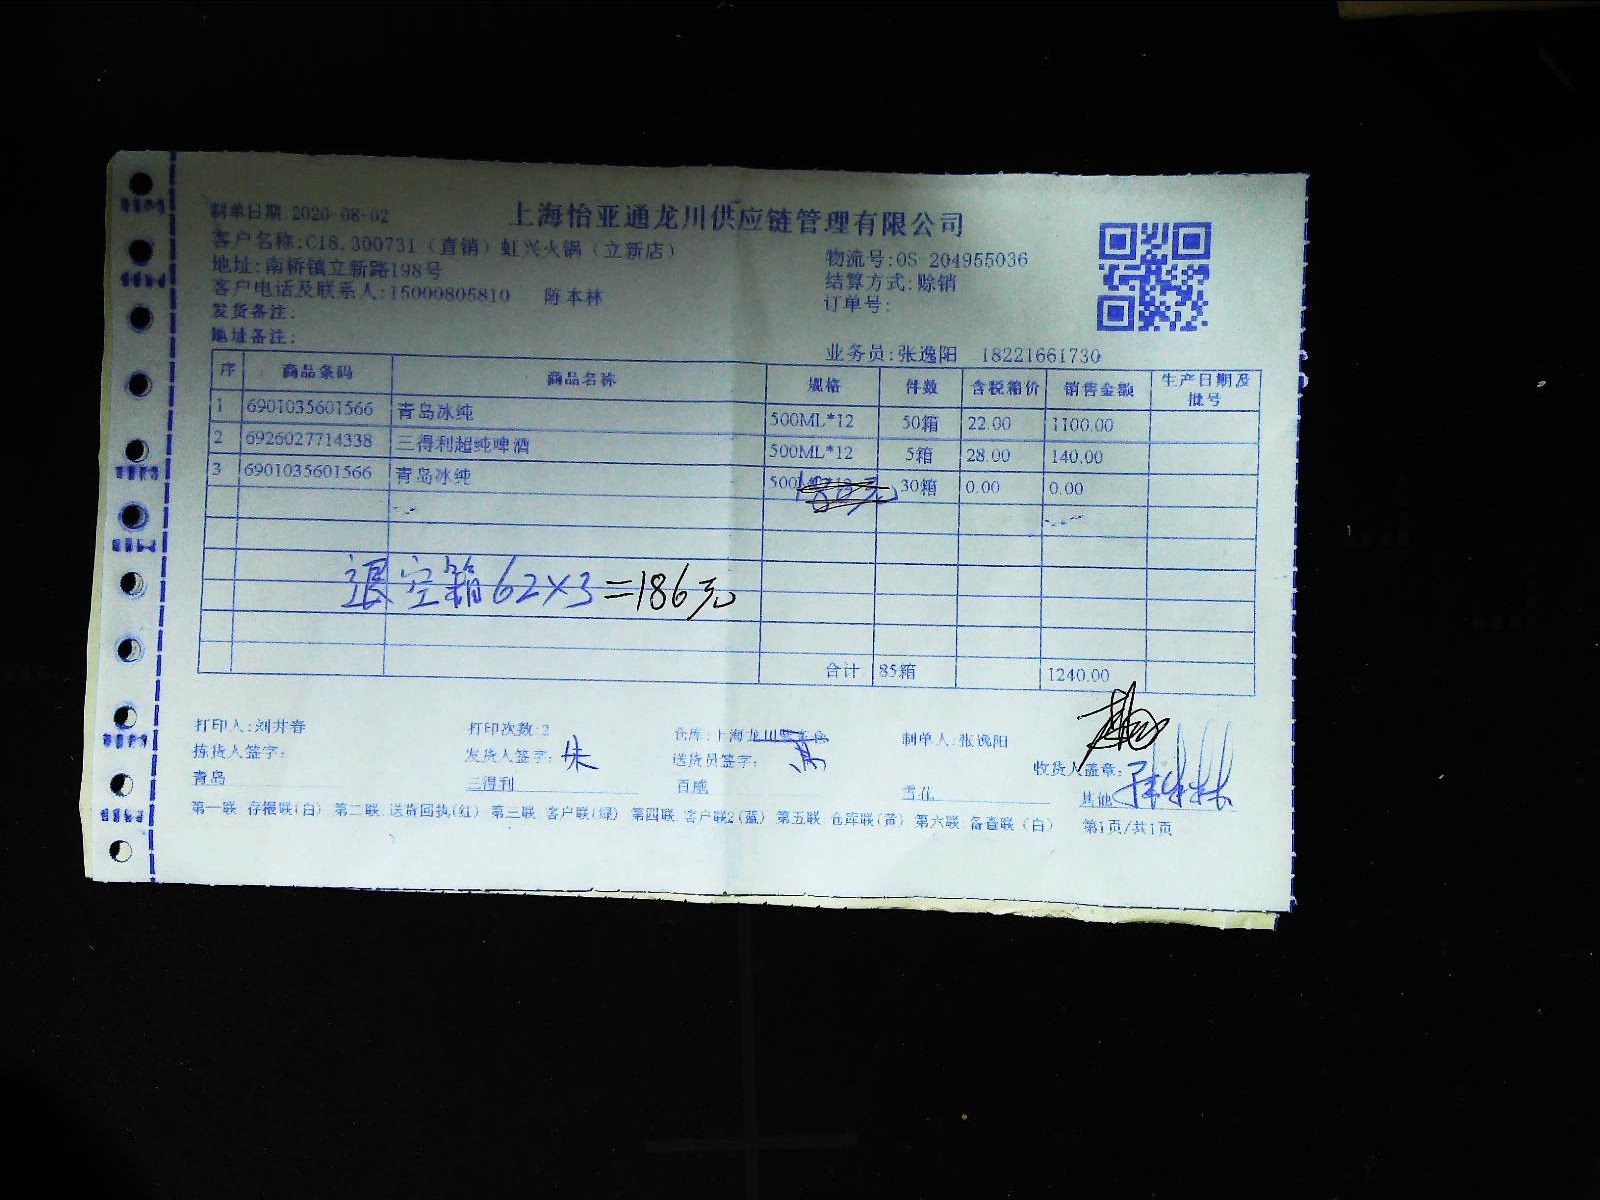 上海怡亚通龙川供应链管理有限公司
制单日期:2020-08-02
客户名称:C18.300731（直销）虹兴火锅（立新店）
物流号:0S-204955036
地址:南桥镇立新路198号
结算方式:赊销
客户电话及联系人:15000805810 陈本林
订单号:
发货备注:
地址备注:
业务员:张逸阳 18221661730
序 商品条码 商品名称 规格 件数 含税箱价 销售金额 生产日期及批号
1 6901035601566 青岛冰纯 500ML*12 50箱 22.00 1100.00
2 6926027714338 三得利超纯啤酒 500ML*12 5箱 28.00 140.00
3 6901035601566 青岛冰纯 500 30箱 0.00 0.00
退空箱62×3=186元
合计 85箱 1240.00
打印人:刘井春 打印次数:2 仓库:上海龙川 制单人:张逸阳
拣货人签字: 发货人签字:朱 送货员签字: 收货人盖章:
青岛 三得利 百威 雪花 其他
第一联 存根联(白) 第二联 送货回执(红) 第三联 客户联(绿) 第四联 客户联2(蓝) 第五联 仓库联(黄) 第六联 备查联(白) 第1页/共1页